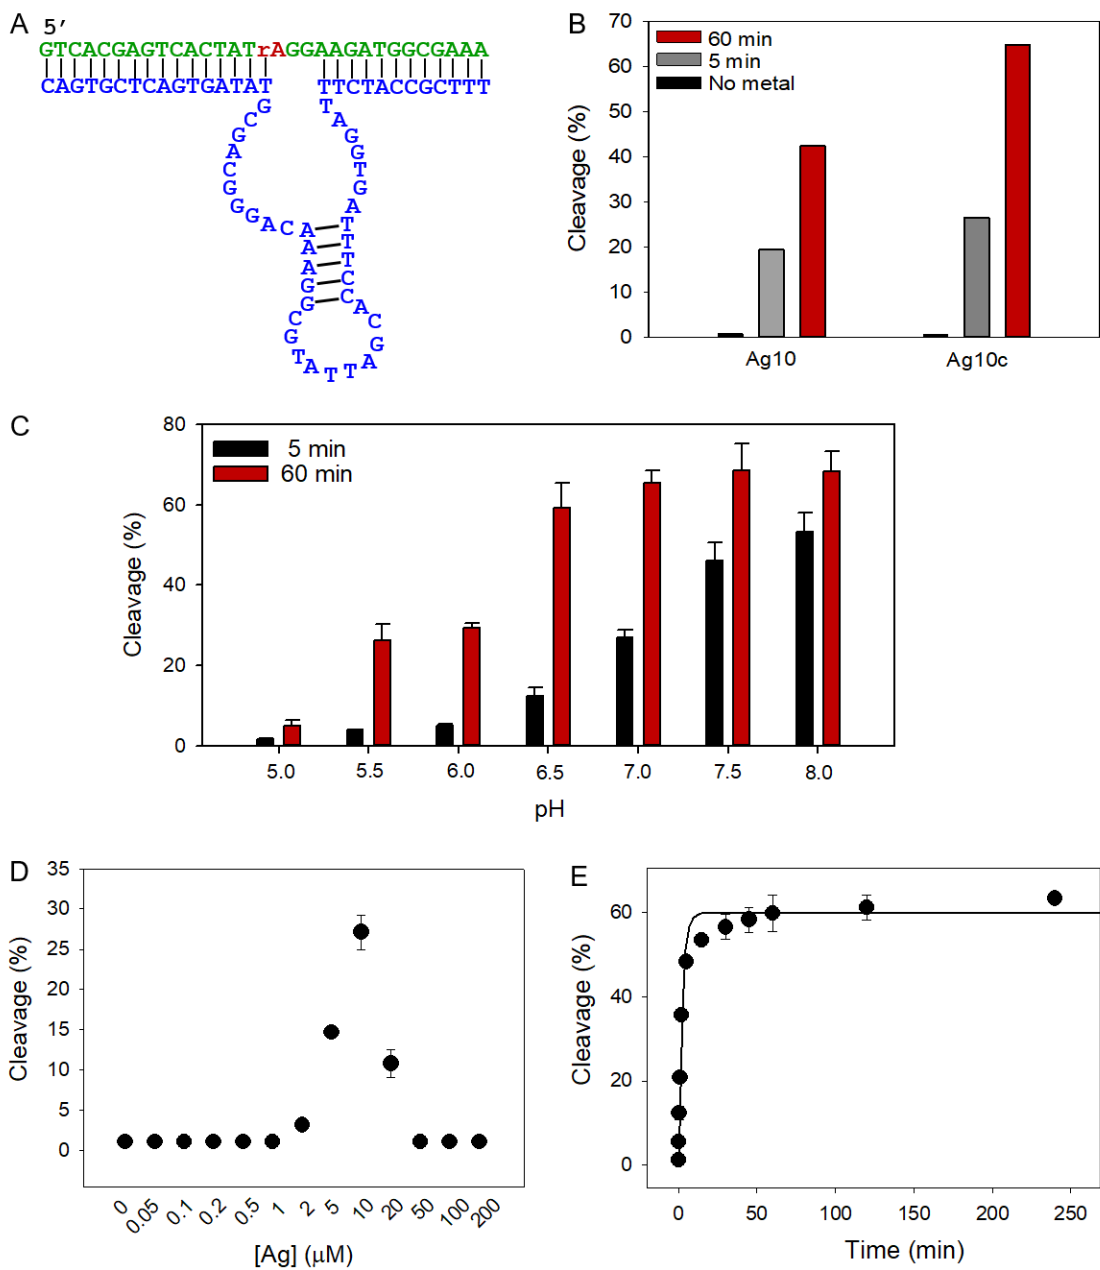 A
5′
GTCACGAGTCACTATrAGGAAGATGGCGAAA
CAGTGCTCAGTGATAT TTCTACCGCTTT
GCGACGGGACAAAGGCGTATTAGCACCTTTAGTGGAT
B
Cleavage (%)
70
60
50
40
30
20
10
0
60 min
5 min
No metal
Ag10
Ag10c
C
Cleavage (%)
80
60
40
20
0
5 min
60 min
5.0 5.5 6.0 6.5 7.0 7.5 8.0
pH
D
Cleavage (%)
35
30
25
20
15
10
5
0
0 0.05 0.1 0.2 0.5 1 2 5 10 20 50 100 200
[Ag] (μM)
E
Cleavage (%)
60
40
20
0
0 50 100 150 200 250
Time (min)